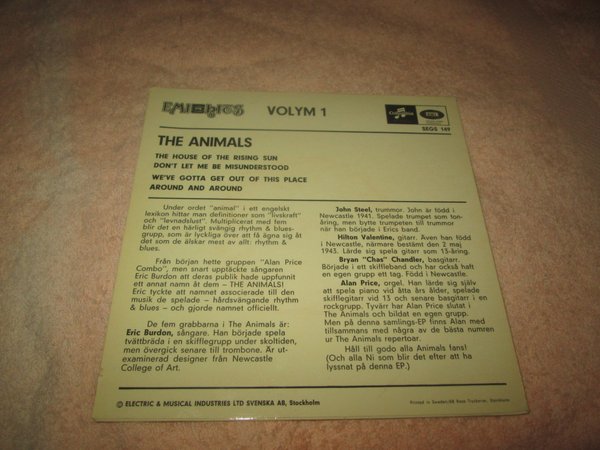 EMI HITS
VOLYM 1
Columbia
EMI
SEGS 149
THE ANIMALS
THE HOUSE OF THE RISING SUN
DON'T LET ME BE MISUNDERSTOOD
WE'VE GOTTA GET OUT OF THIS PLACE
AROUND AND AROUND
Under ordet "animal" i ett engelskt
lexikon hittar man definitioner som "livskraft"
och "levnadslust". Multiplicerat med fem
blir det en härligt svängig rhythm & blues-
grupp, som är lyckliga över att få ägna sig åt
det som de älskar mest av allt: rhythm &
blues.
Från början hette gruppen "Alan Price
Combo", men snart upptäckte sångaren
Eric Burdon att deras publik hade uppfunnit
ett annat namn åt dem – THE ANIMALS!
Eric tyckte att namnet associerade till den
musik de spelade – hårdsvängande rhythm
& blues – och gjorde namnet officiellt.
De fem grabbarna i The Animals är:
Eric Burdon, sångare. Han började spela
tvättbräda i en skifflegrupp under skoltiden,
men övergick senare till trombone. Är ut-
examinerad designer från Newcastle
College of Art.
John Steel, trummor. John är född i
Newcastle 1941. Spelade trumpet som ton-
åring, men bytte trumpeten till trummor
när han började i Erics band.
Hilton Valentine, gitarr. Även han född
i Newcastle, närmare bestämt den 2 maj
1943. Lärde sig spela gitarr som 13-åring.
Bryan "Chas" Chandler, basgitarr.
Började i ett skiffleband och har också haft
en egen grupp ett tag. Född i Newcastle.
Alan Price, orgel. Han lärde sig själv
att spela piano vid åtta års ålder, spelade
skifflegitarr vid 13 och senare basgitarr i en
rockgrupp. Tyvärr har Alan Price slutat i
The Animals och bildat en egen grupp.
Men på denna samlings-EP finns Alan med
tillsammans med några av de bästa numren
ur The Animals repertoar.
Håll till godo alla Animals fans!
(Och alla Ni som blir det efter att ha
lyssnat på denna EP.)
© ELECTRIC & MUSICAL INDUSTRIES LTD SVENSKA AB, Stockholm
Printed in Sweden/